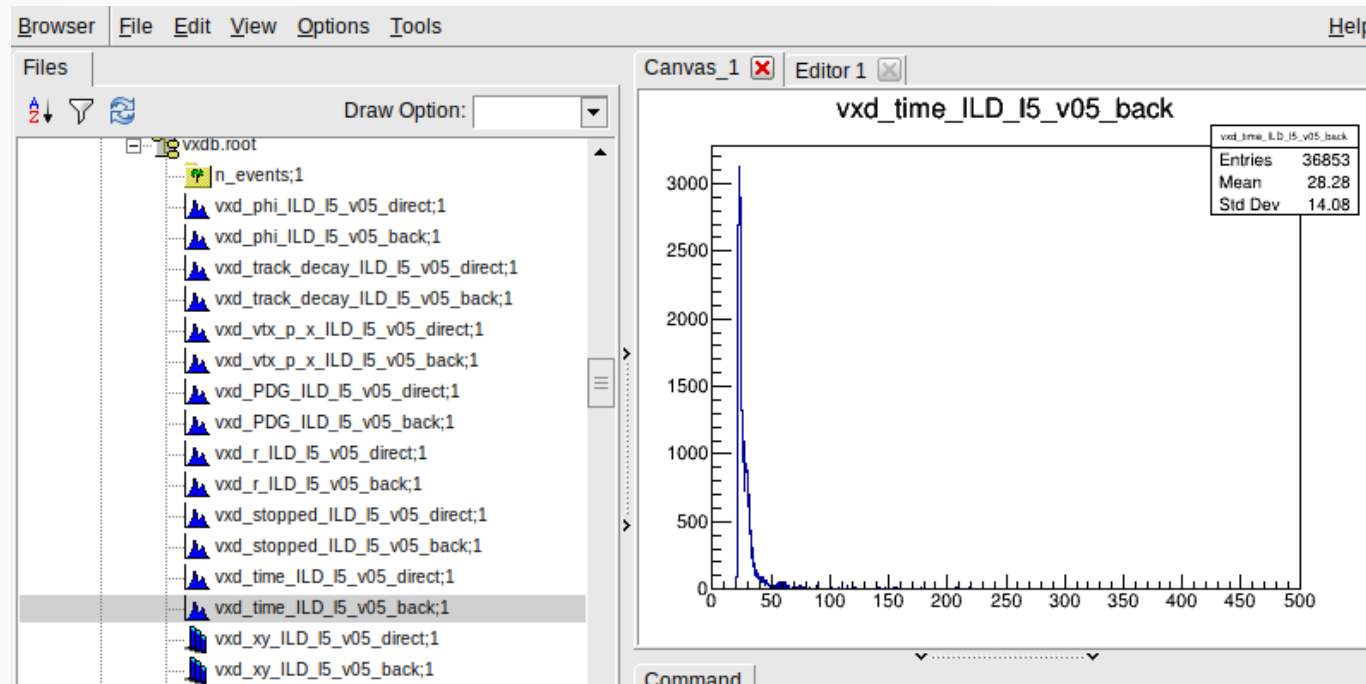 Browser File Edit View Options Tools Help
Files
Draw Option:
vxdb.root
n_events;1
vxd_phi_ILD_l5_v05_direct;1
vxd_phi_ILD_l5_v05_back;1
vxd_track_decay_ILD_l5_v05_direct;1
vxd_track_decay_ILD_l5_v05_back;1
vxd_vtx_p_x_ILD_l5_v05_direct;1
vxd_vtx_p_x_ILD_l5_v05_back;1
vxd_PDG_ILD_l5_v05_direct;1
vxd_PDG_ILD_l5_v05_back;1
vxd_r_ILD_l5_v05_direct;1
vxd_r_ILD_l5_v05_back;1
vxd_stopped_ILD_l5_v05_direct;1
vxd_stopped_ILD_l5_v05_back;1
vxd_time_ILD_l5_v05_direct;1
vxd_time_ILD_l5_v05_back;1
vxd_xy_ILD_l5_v05_direct;1
vxd_xy_ILD_l5_v05_back;1
Canvas_1 Editor 1
vxd_time_ILD_l5_v05_back
vxd_time_ILD_l5_v05_back
Entries 36853
Mean 28.28
Std Dev 14.08
3000
2500
2000
1500
1000
500
0
0 50 100 150 200 250 300 350 400 450 500
Command